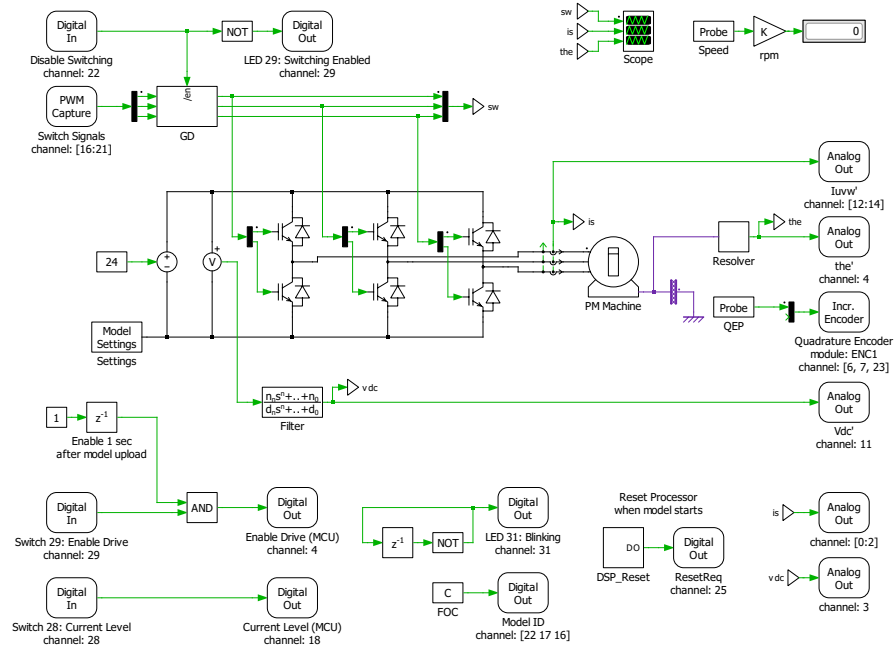 Digital
In
Disable Switching
channel: 22
NOT
Digital
Out
LED 29: Switching Enabled
channel: 29
sw
is
the
Scope
Probe
Speed
K
rpm
0
PWM
Capture
Switch Signals
channel: [16:21]
/en
GD
sw
Analog
Out
Iuvw'
channel: [12:14]
is
the
Resolver
Analog
Out
the'
channel: 4
24
V
PM Machine
Probe
QEP
Incr.
Encoder
Quadrature Encoder
module: ENC1
channel: [6, 7, 23]
Model
Settings
Settings
v dc
nnsⁿ+..+n0
dnsⁿ+..+d0
Filter
Analog
Out
Vdc'
channel: 11
1
z-1
Enable 1 sec
after model upload
Digital
In
Switch 29: Enable Drive
channel: 29
AND
Digital
Out
Enable Drive (MCU)
channel: 4
z-1
NOT
Digital
Out
LED 31: Blinking
channel: 31
Reset Processor
when model starts
DO
DSP_Reset
Digital
Out
ResetReq
channel: 25
is
Analog
Out
channel: [0:2]
Digital
In
Switch 28: Current Level
channel: 28
Digital
Out
Current Level (MCU)
channel: 18
C
FOC
Digital
Out
Model ID
channel: [22 17 16]
v dc
Analog
Out
channel: 3